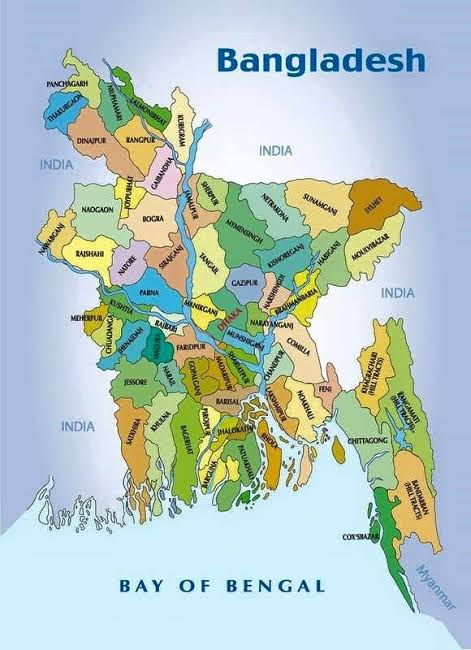 Bangladesh
PANCHAGARH
THAKURGAON
NILPHAMARI
LALMONIRHAT
KURIGRAM
DINAJPUR
RANGPUR
INDIA
INDIA
GAIBANDHA
JOYPURHAT
SHERPUR
JAMALPUR
NETRAKONA
SUNAMGANJ
SYLHET
NAOGAON
BOGRA
MYMENSINGH
NAWABGANJ
RAJSHAHI
NATORE
SIRAJGANJ
TANGAIL
KISHOREGANJ
HABIGANJ
MOULVIBAZAR
GAZIPUR
NARSHINGDI
INDIA
PABNA
KUSHTIA
MANIKGANJ
DHAKA
BRAHMANBARIA
MEHERPUR
CHUADANGA
JHENAIDAH
RAJBARI
NARAYANGANJ
MUNSHIGANJ
FARIDPUR
COMILLA
SHARIATPUR
CHANDPUR
JESSORE
NARAIL
GOPALGANJ
MADARIPUR
KHAGRACHARI
(HILL TRACTS)
FENI
INDIA
SATKHIRA
KHULNA
BAGERHAT
PIROJPUR
BARISAL
LAKSHMIPUR
NOAKHALI
RANGAMATI
(HILL TRACTS)
JHALOKATHI
BHOLA
CHITTAGONG
BARGUNA
PATUAKHALI
BANDARBAN
(HILL TRACTS)
COX'SBAZAR
BAY OF BENGAL
Myanmar